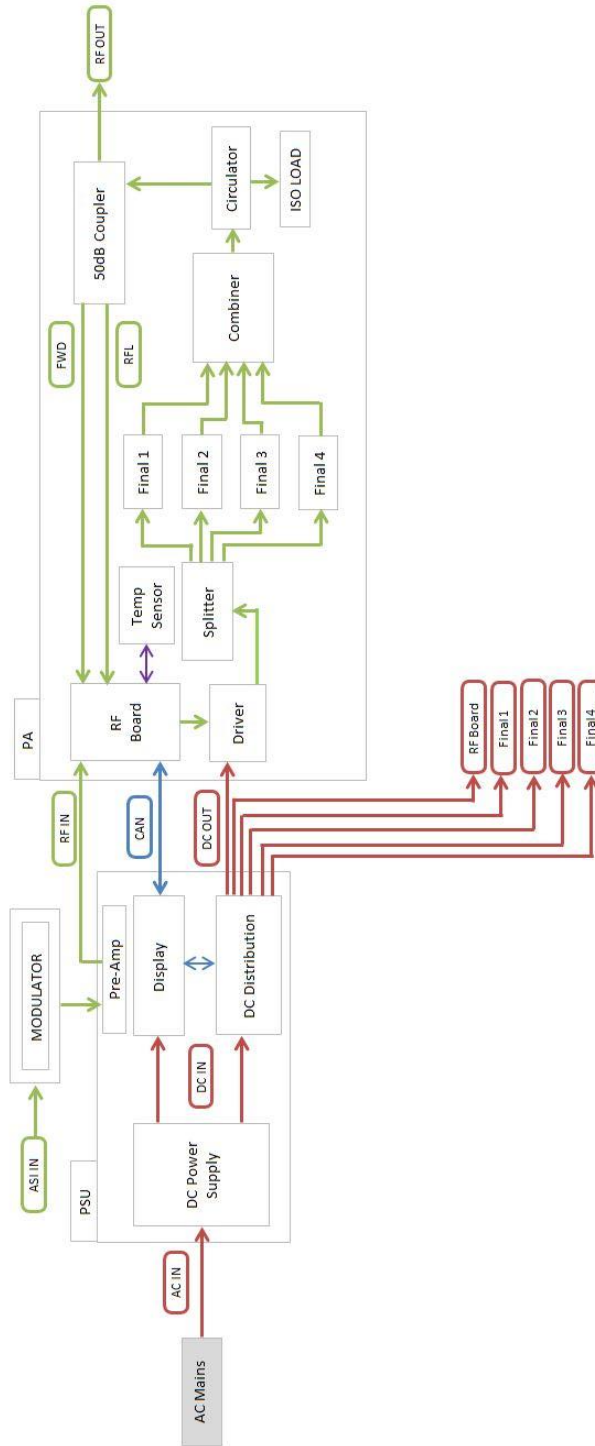 ASI IN
MODULATOR
PSU
Pre-Amp
RF IN
AC Mains
AC IN
DC Power
Supply
DC IN
Display
DC Distribution
CAN
DC OUT
PA
RF
Board
Temp
Sensor
Driver
Splitter
FWD
RFL
Final 1
Final 2
Final 3
Final 4
Combiner
Circulator
ISO LOAD
50dB Coupler
RF OUT
RF Board
Final 1
Final 2
Final 3
Final 4